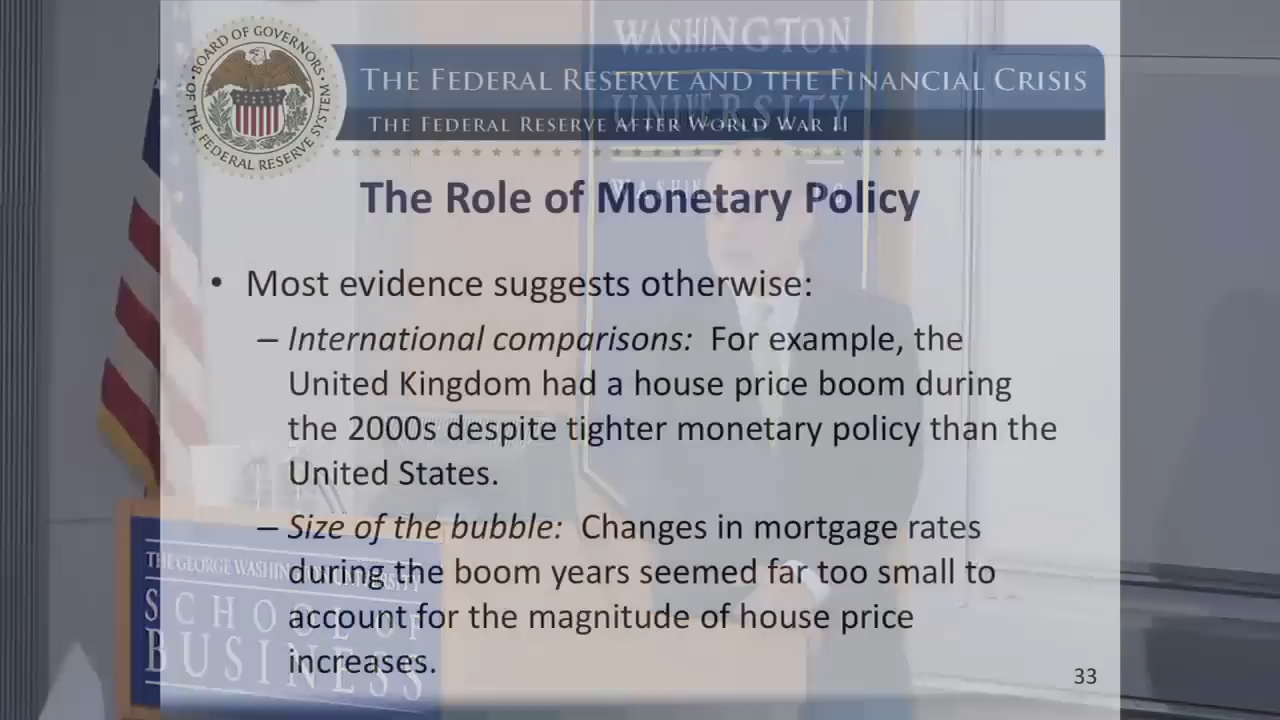 BOARD OF GOVERNORS
OF THE FEDERAL RESERVE SYSTEM
WASHINGTON
THE FEDERAL RESERVE AND THE FINANCIAL CRISIS
UNIVERSITY
THE FEDERAL RESERVE AFTER WORLD WAR II
The Role of Monetary Policy
• Most evidence suggests otherwise:
– International comparisons: For example, the
United Kingdom had a house price boom during
the 2000s despite tighter monetary policy than the
United States.
– Size of the bubble: Changes in mortgage rates
during the boom years seemed far too small to
account for the magnitude of house price
increases.
THE GEORGE WASHINGTON UNIVERSITY
SCHOOL OF
BUSINESS
33